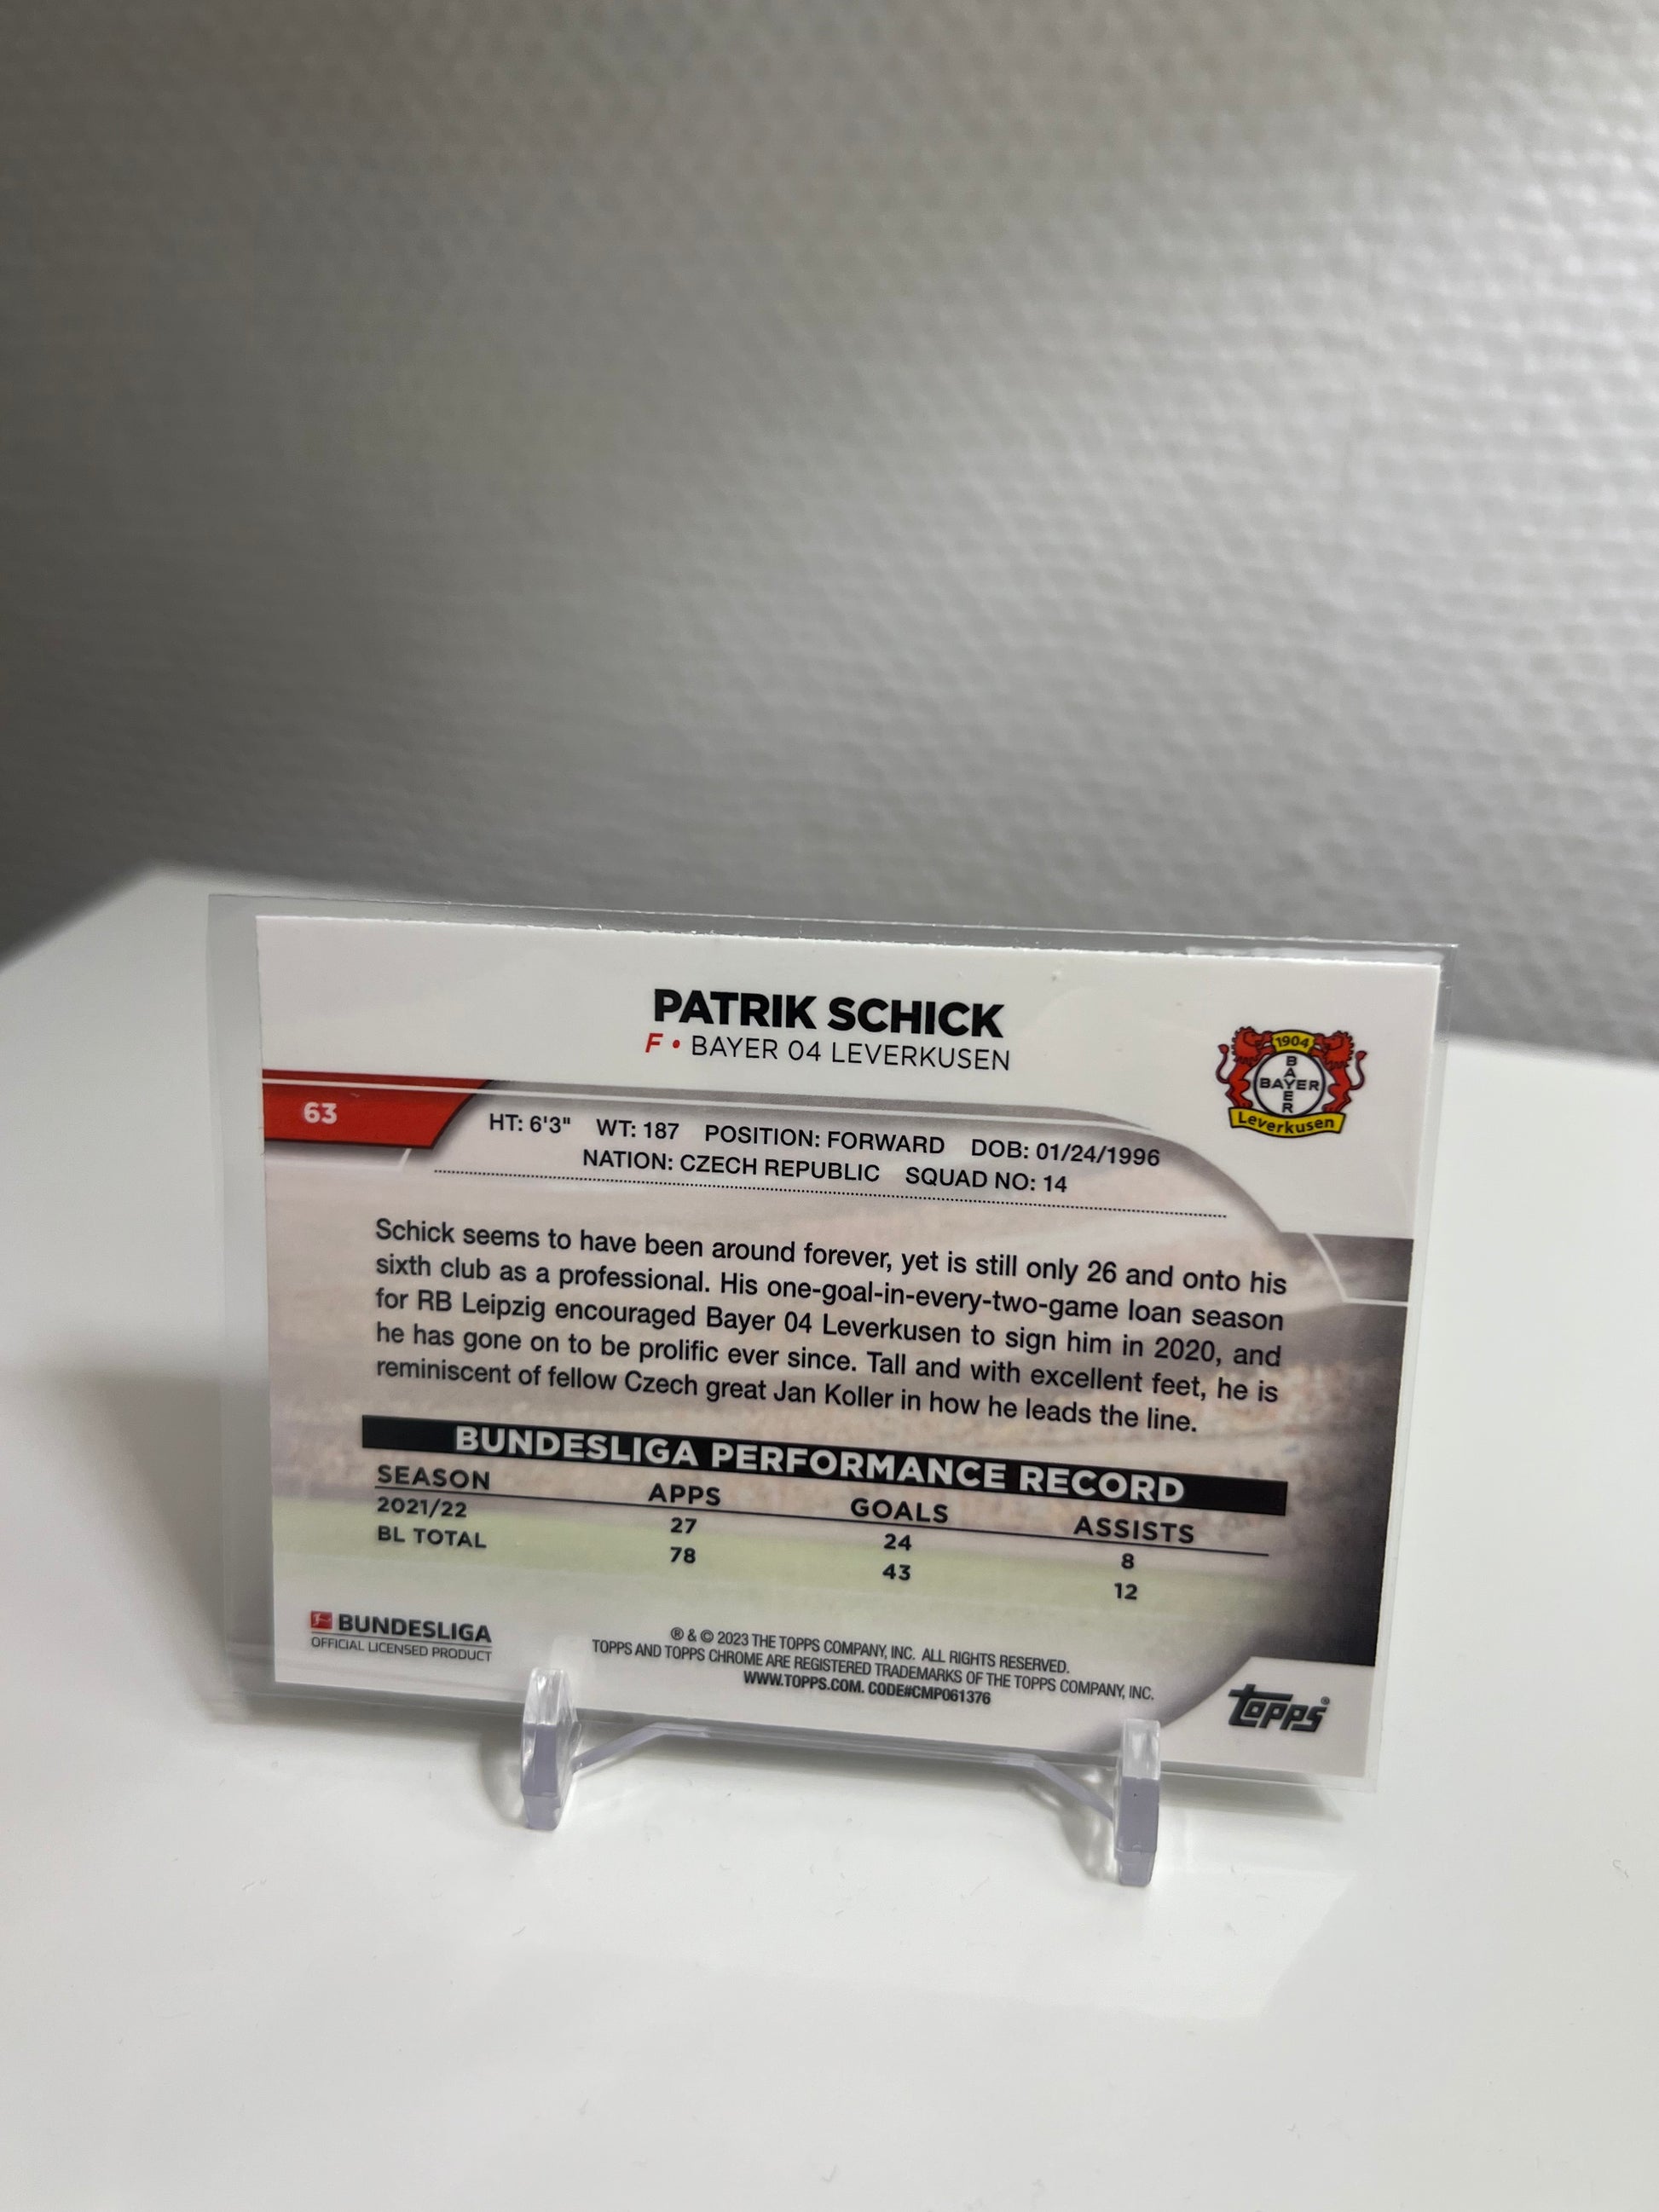 PATRIK SCHICK
F • BAYER 04 LEVERKUSEN
1904
BAYER
BAYER
Leverkusen
63
HT: 6'3" WT: 187 POSITION: FORWARD DOB: 01/24/1996
NATION: CZECH REPUBLIC SQUAD NO: 14
Schick seems to have been around forever, yet is still only 26 and onto his
sixth club as a professional. His one-goal-in-every-two-game loan season
for RB Leipzig encouraged Bayer 04 Leverkusen to sign him in 2020, and
he has gone on to be prolific ever since. Tall and with excellent feet, he is
reminiscent of fellow Czech great Jan Koller in how he leads the line.
BUNDESLIGA PERFORMANCE RECORD
SEASON APPS GOALS ASSISTS
2021/22 27 24 8
BL TOTAL 78 43 12
BUNDESLIGA
OFFICIAL LICENSED PRODUCT
® & © 2023 THE TOPPS COMPANY, INC. ALL RIGHTS RESERVED.
TOPPS AND TOPPS CHROME ARE REGISTERED TRADEMARKS OF THE TOPPS COMPANY, INC.
WWW.TOPPS.COM. CODE#CMP061376
topps®